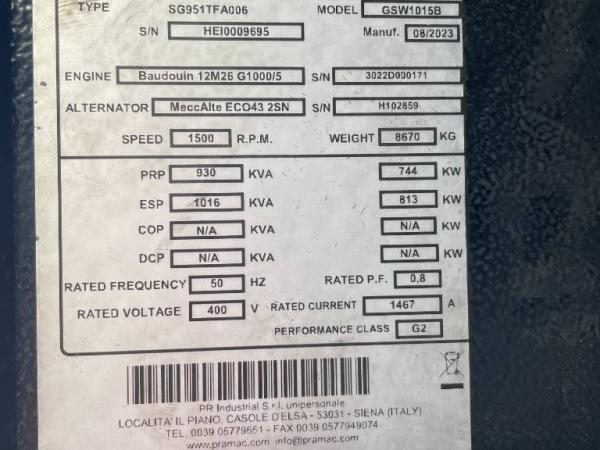 TYPE SG951TFA006 MODEL GSW1015B
S/N HEI0009695 Manuf. 08/2023
ENGINE Baudouin 12M26 G1000/5 S/N 3022D000171
ALTERNATOR MeccAlte ECO43 2SN S/N H102859
SPEED 1500 R.P.M. WEIGHT 8670 KG
PRP 930 KVA 744 KW
ESP 1016 KVA 813 KW
COP N/A KVA N/A KW
DCP N/A KVA N/A KW
RATED FREQUENCY 50 HZ RATED P.F. 0,8
RATED VOLTAGE 400 V RATED CURRENT 1467 A
PERFORMANCE CLASS G2
PR Industrial S.r.l. unipersonale
LOCALITA' IL PIANO, CASOLE D'ELSA - 53031 - SIENA (ITALY)
TEL. 0039 05779651 - FAX 0039 0577949074
www.pramac.com info@pramac.com